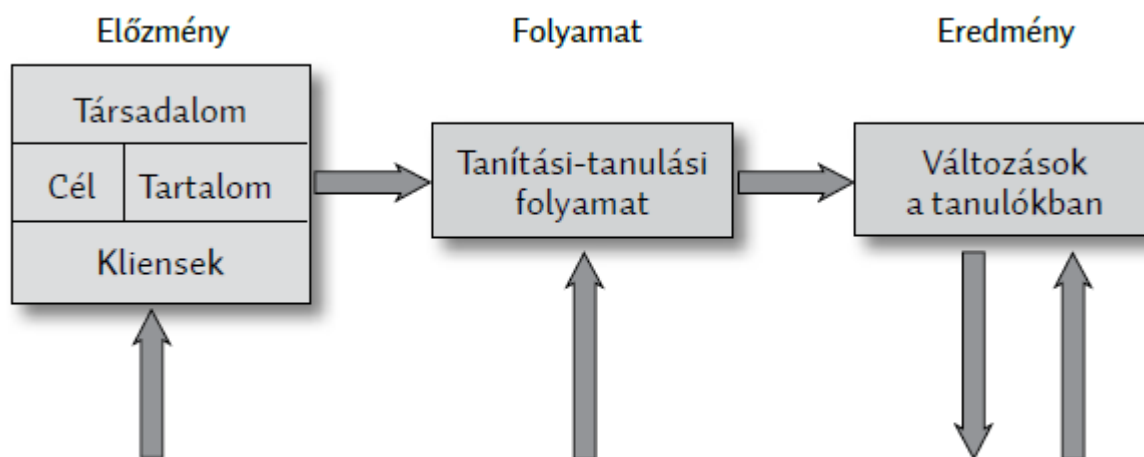 Előzmény
Folyamat
Eredmény
Társadalom
Cél
Tartalom
Kliensek
Tanítási-tanulási
folyamat
Változások
a tanulókban